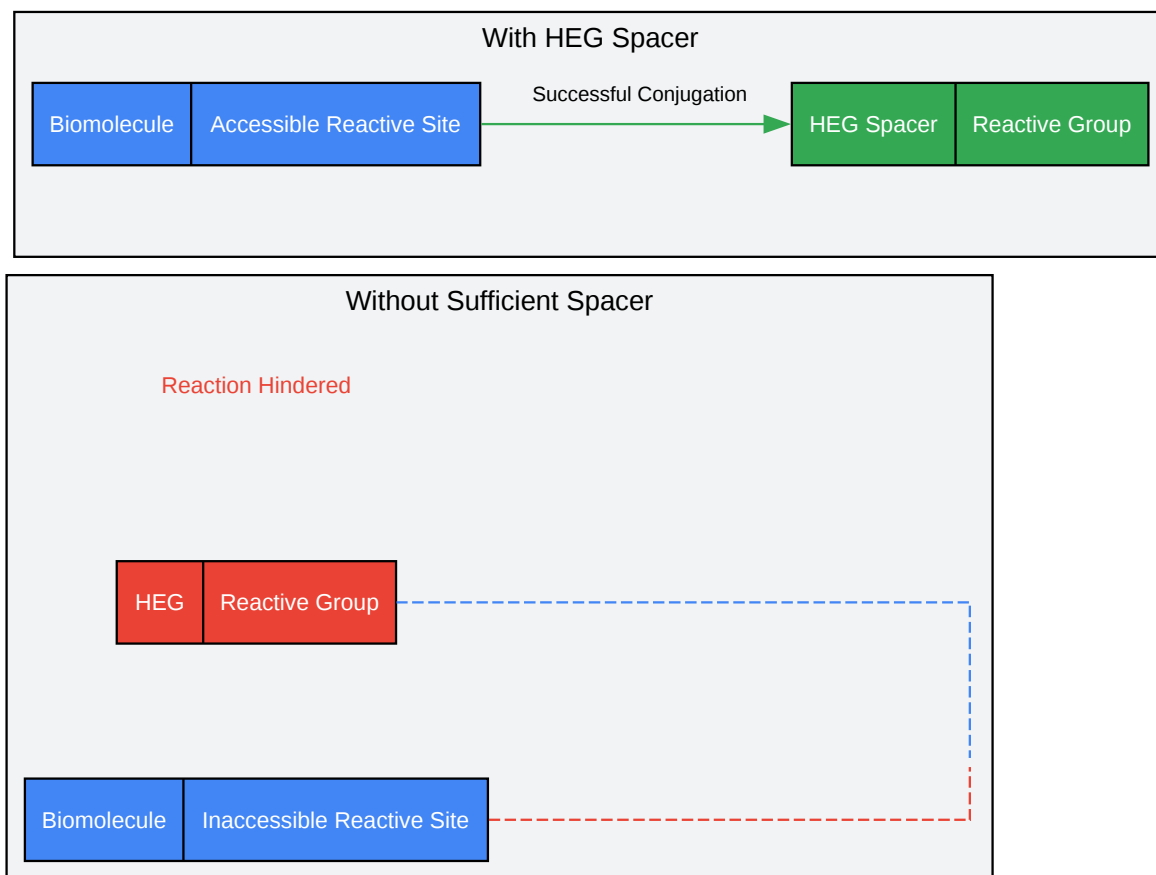 With HEG Spacer
Successful Conjugation
Biomolecule Accessible Reactive Site HEG Spacer Reactive Group
Without Sufficient Spacer
Reaction Hindered
HEG Reactive Group
Biomolecule Inaccessible Reactive Site